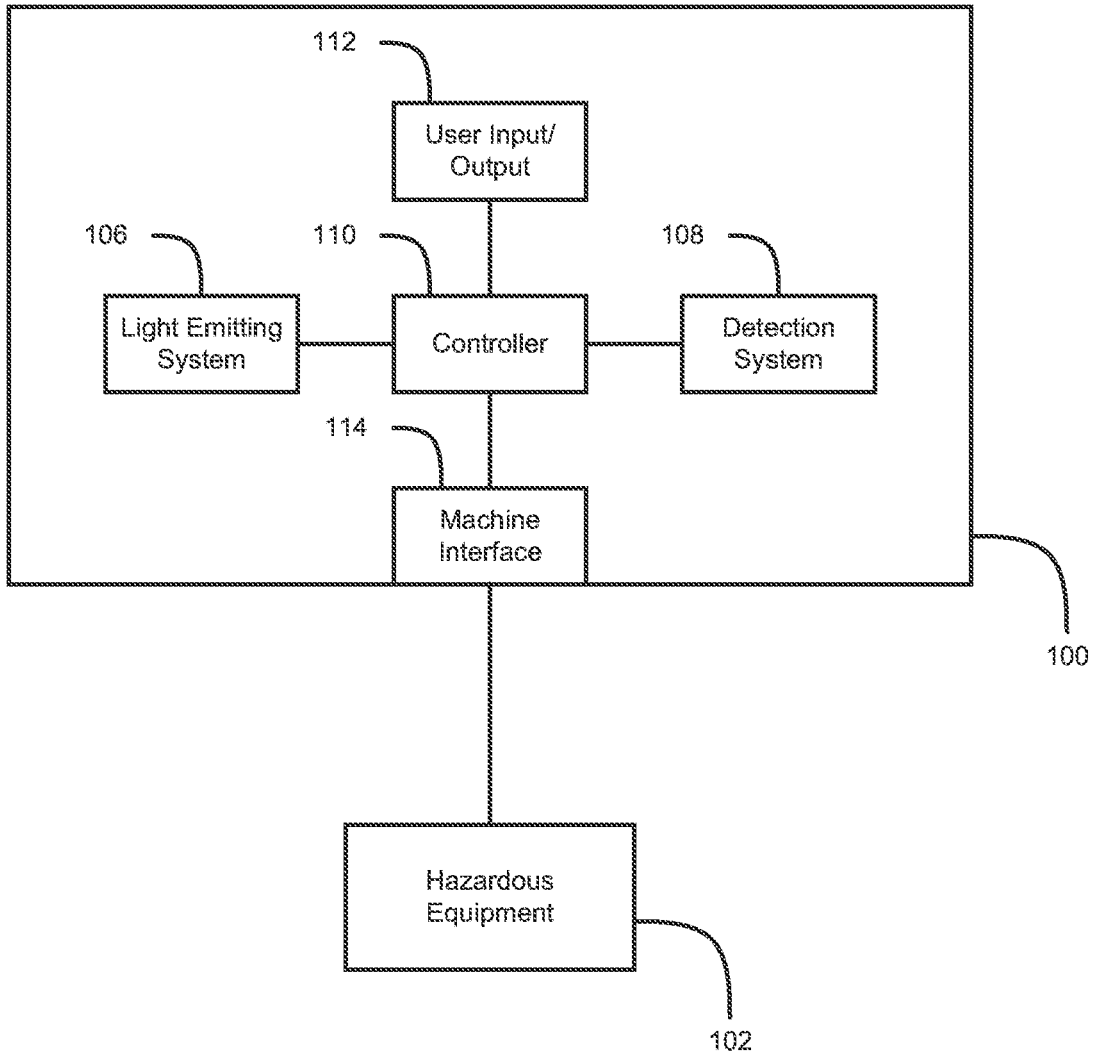 112
User Input/
Output
106
110
108
Light Emitting
System
Controller
Detection
System
114
Machine
Interface
100
Hazardous
Equipment
102